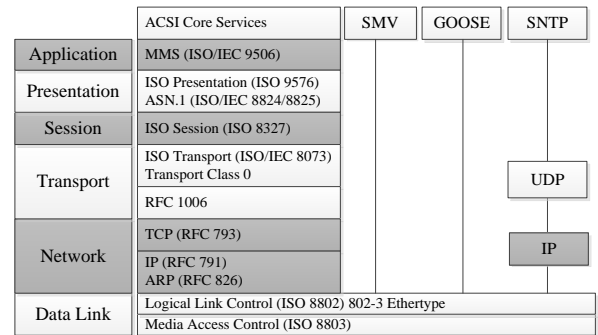 ACSI Core Services
SMV
GOOSE
SNTP
Application
MMS (ISO/IEC 9506)
Presentation
ISO Presentation (ISO 9576)
ASN.1 (ISO/IEC 8824/8825)
Session
ISO Session (ISO 8327)
Transport
ISO Transport (ISO/IEC 8073)
Transport Class 0
RFC 1006
UDP
Network
TCP (RFC 793)
IP (RFC 791)
ARP (RFC 826)
IP
Data Link
Logical Link Control (ISO 8802) 802-3 Ethertype
Media Access Control (ISO 8803)